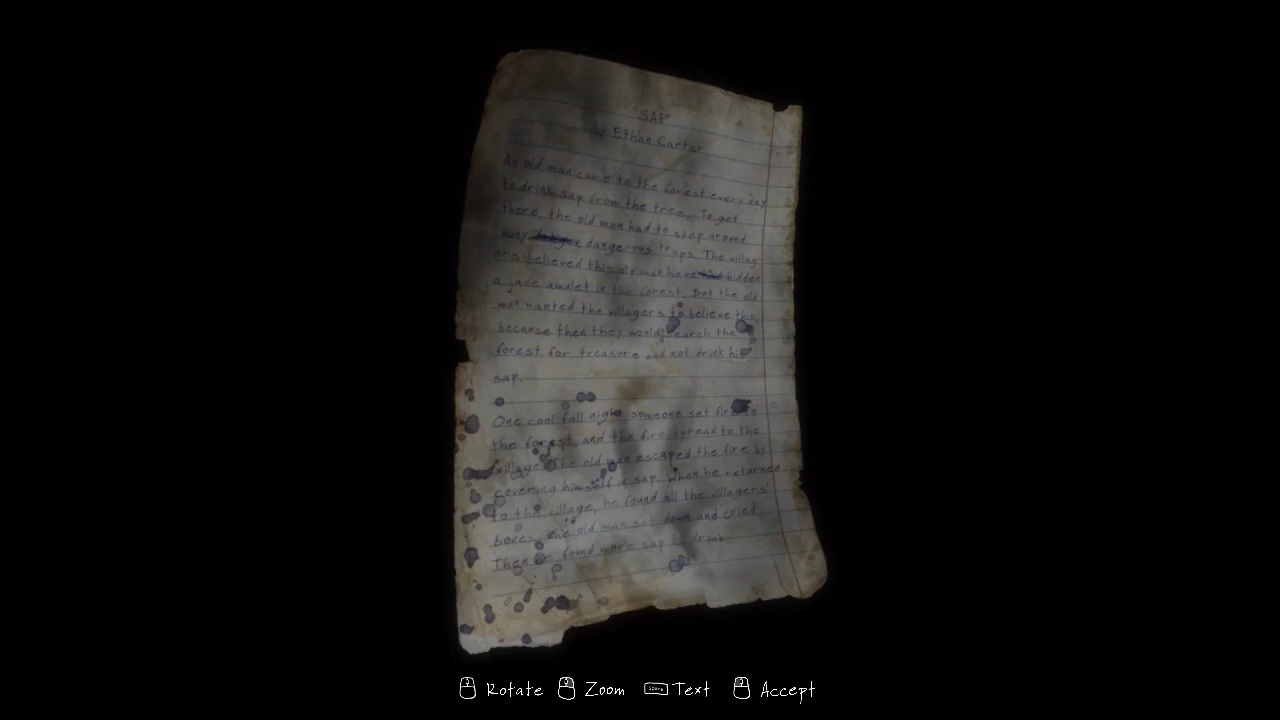 "SAP"
by Ethan Carter
An old man came to the forest every day
to drink sap from the trees. To get
there, the old man had to step around
many dangerous traps. The villag
ers believed this old man have hidden
a jade amulet in the forest. But the old
man wanted the villagers to believe this,
because then they would search the
forest for treasure and not drink his
sap.
One cool fall night someone set fire to
the forest, and the fire spread to the
village. The old man escaped the fire by
covering himself in sap. When he returned
to the village, he found all the villagers'
bones. The old man sat down and cried.
Then he found more sap to drink.
Rotate Zoom Text Accept